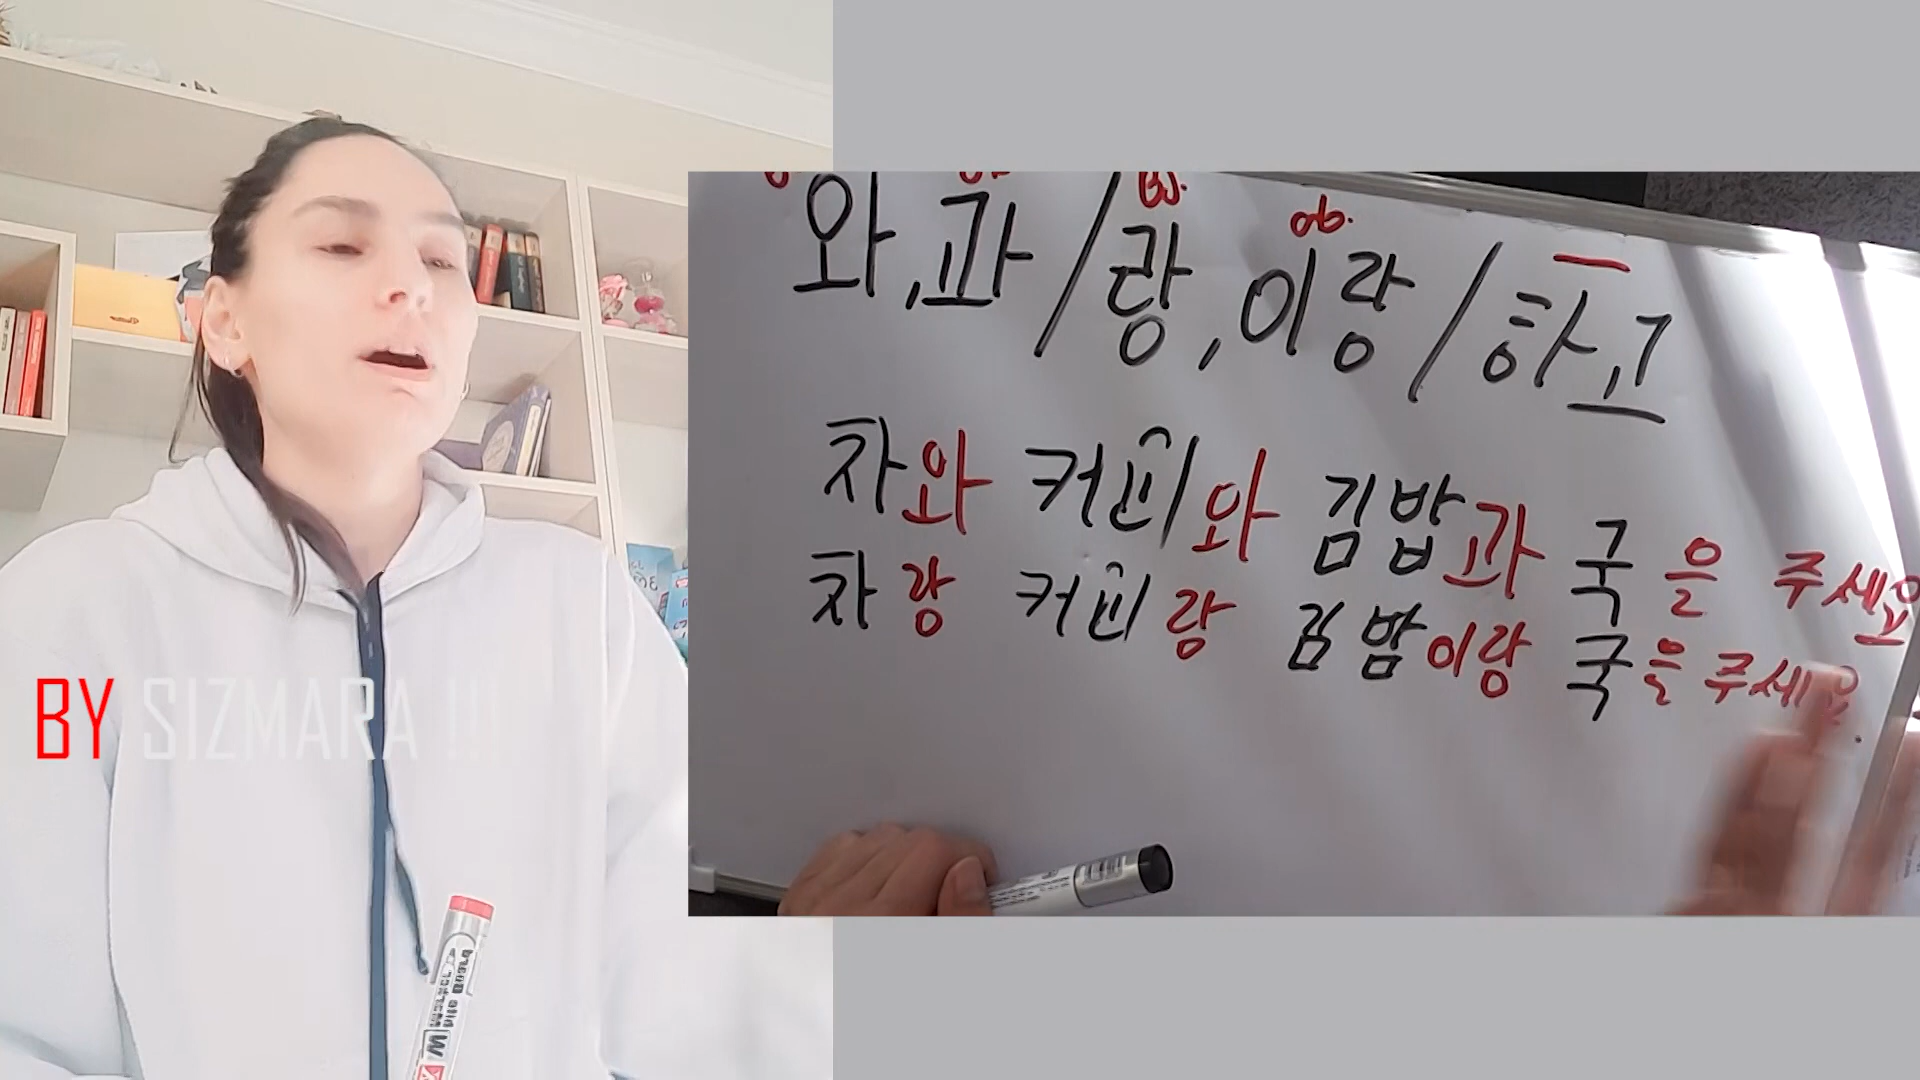 BY SIZMARA !!!
ob.
와, 과 / 랑, 이랑 / 하고
차와 커피와 김밥과 국을 주세요
차랑 커피랑 김밥이랑 국을 주세요.